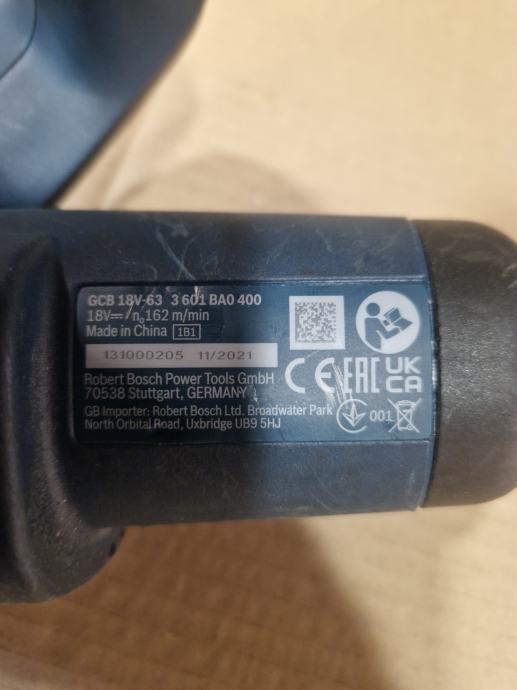 GCB 18V-63 3 601 BA0 400
18V⎓/n₀162 m/min
Made in China 1B1
131000205 11/2021
Robert Bosch Power Tools GmbH
70538 Stuttgart, GERMANY
GB Importer: Robert Bosch Ltd. Broadwater Park
North Orbital Road, Uxbridge UB9 5HJ
CE EAC UK
CA
001